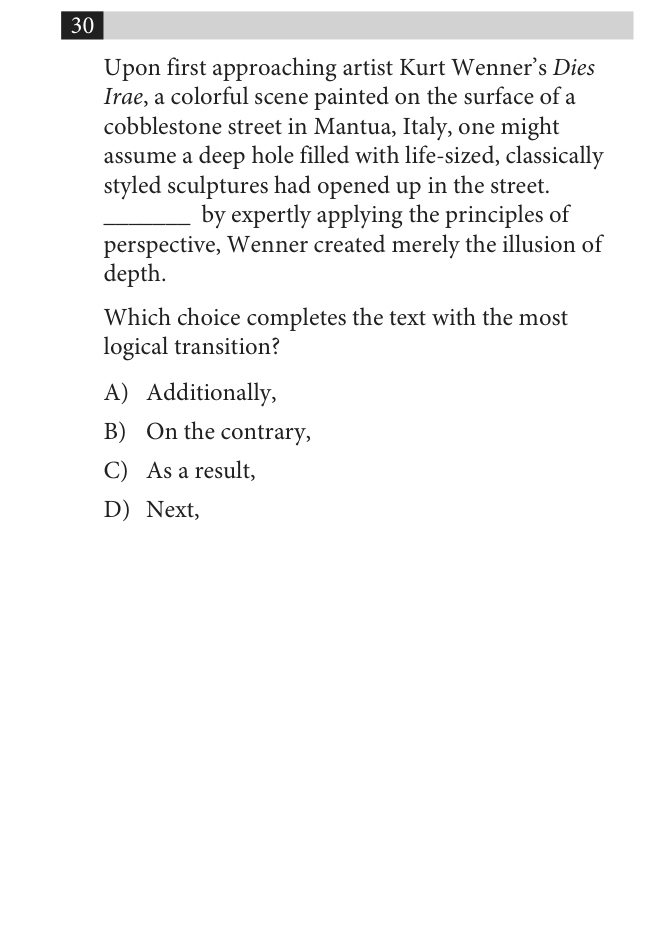 30
Upon first approaching artist Kurt Wenner’s Dies
Irae, a colorful scene painted on the surface of a
cobblestone street in Mantua, Italy, one might
assume a deep hole filled with life-sized, classically
styled sculptures had opened up in the street.
_______ by expertly applying the principles of
perspective, Wenner created merely the illusion of
depth.
Which choice completes the text with the most
logical transition?
A) Additionally,
B) On the contrary,
C) As a result,
D) Next,